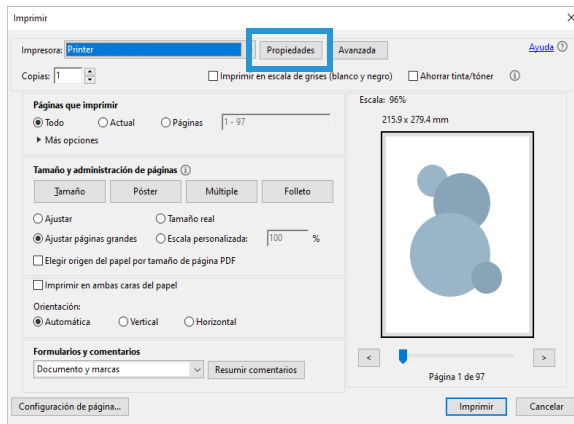 Imprimir
Impresora: Printer Propiedades Avanzada Ayuda
Copias: 1 Imprimir en escala de grises (blanco y negro) Ahorrar tinta/tóner
Páginas que imprimir
Todo Actual Páginas 1 - 97
Más opciones
Tamaño y administración de páginas
Tamaño Póster Múltiple Folleto
Ajustar Tamaño real
Ajustar páginas grandes Escala personalizada: 100 %
Elegir origen del papel por tamaño de página PDF
Imprimir en ambas caras del papel
Orientación:
Automática Vertical Horizontal
Formularios y comentarios
Documento y marcas Resumir comentarios
Escala: 96%
215.9 x 279.4 mm
< >
Página 1 de 97
Configuración de página... Imprimir Cancelar